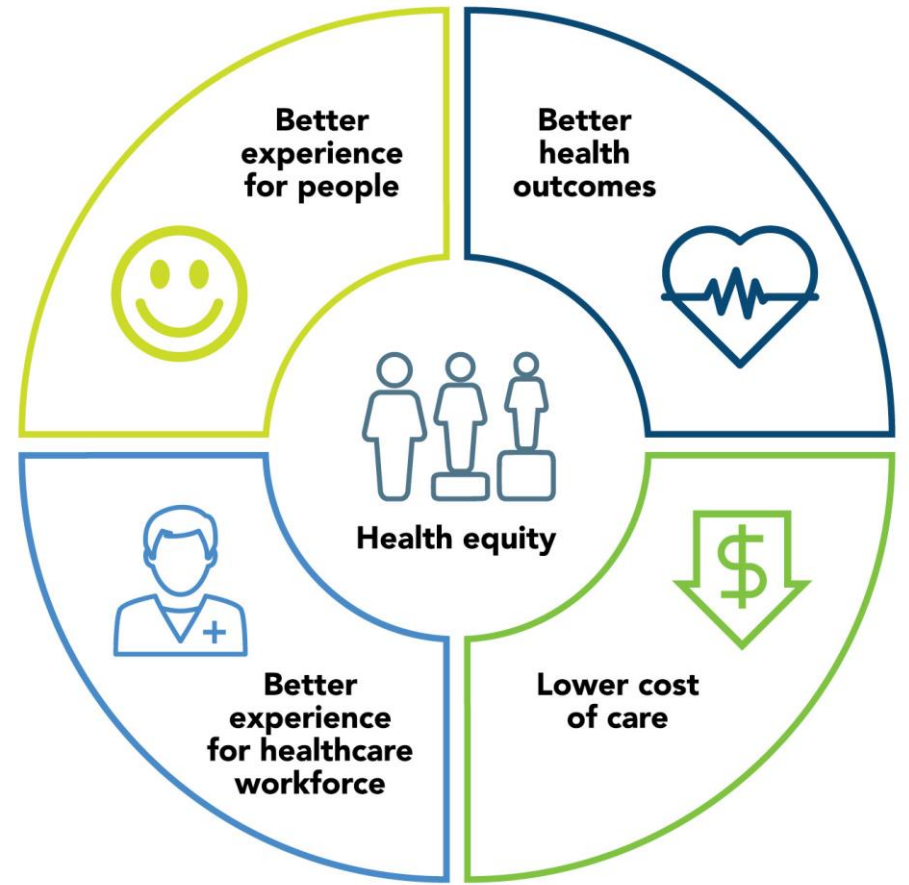 Better
experience
for people
Better
health
outcomes
Health equity
$
Better
experience
for healthcare
workforce
Lower cost
of care